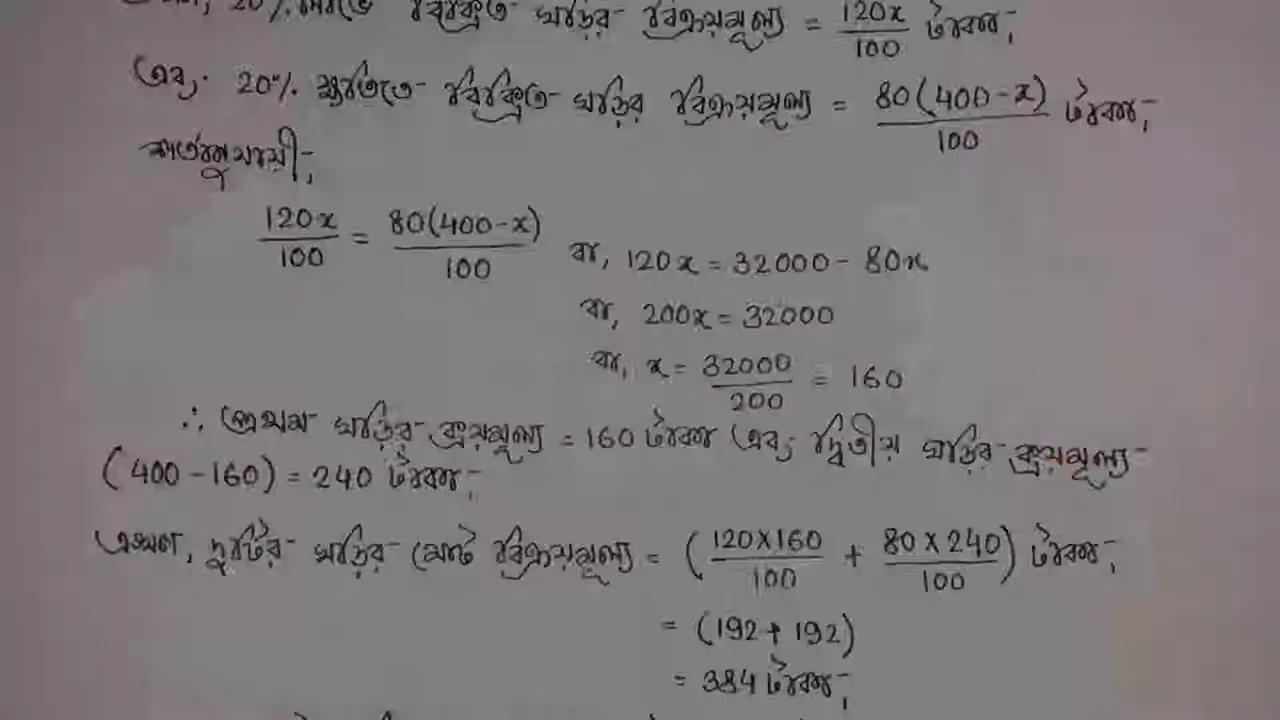 20% লাভে বিক্রিত ঘড়ির বিক্রয়মূল্য = 120x/100 টাকা,
এবং 20% ক্ষতিতে বিক্রিত ঘড়ির বিক্রয়মূল্য = 80(400-x)/100 টাকা,
শর্তানুযায়ী,
120x/100 = 80(400-x)/100 বা, 120x = 32000 - 80x
বা, 200x = 32000
বা, x = 32000/200 = 160
∴ প্রথম ঘড়ির ক্রয়মূল্য = 160 টাকা এবং দ্বিতীয় ঘড়ির ক্রয়মূল্য
(400-160) = 240 টাকা,
এখন, দুটির ঘড়ির মোট বিক্রয়মূল্য = (120×160/100 + 80×240/100) টাকা,
= (192+192)
= 384 টাকা,